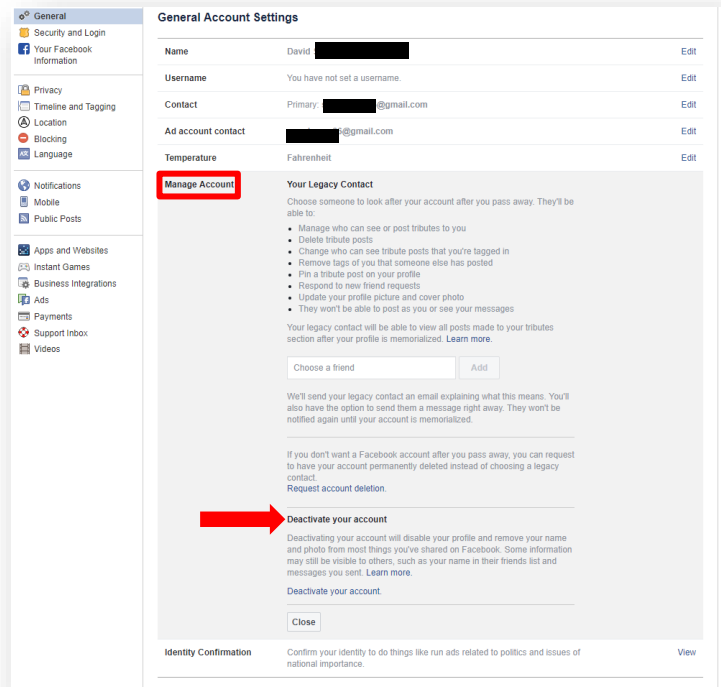 General
Security and Login
Your Facebook
Information
Privacy
Timeline and Tagging
Location
Blocking
Language
Notifications
Mobile
Public Posts
Apps and Websites
Instant Games
Business Integrations
Ads
Payments
Support Inbox
Videos
General Account Settings
Name David Edit
Username You have not set a username. Edit
Contact Primary: @gmail.com Edit
Ad account contact @gmail.com Edit
Temperature Fahrenheit Edit
Manage Account Your Legacy Contact
Choose someone to look after your account after you pass away. They'll be
able to:
• Manage who can see or post tributes to you
• Delete tribute posts
• Change who can see tribute posts that you're tagged in
• Remove tags of you that someone else has posted
• Pin a tribute post on your profile
• Respond to new friend requests
• Update your profile picture and cover photo
• They won't be able to post as you or see your messages
Your legacy contact will be able to view all posts made to your tributes
section after your profile is memorialized. Learn more.
Choose a friend Add
We'll send your legacy contact an email explaining what this means. You'll
also have the option to send them a message right away. They won't be
notified again until your account is memorialized.
If you don't want a Facebook account after you pass away, you can request
to have your account permanently deleted instead of choosing a legacy
contact.
Request account deletion.
Deactivate your account
Deactivating your account will disable your profile and remove your name
and photo from most things you've shared on Facebook. Some information
may still be visible to others, such as your name in their friends list and
messages you sent. Learn more.
Deactivate your account.
Close
Identity Confirmation Confirm your identity to do things like run ads related to politics and issues of View
national importance.